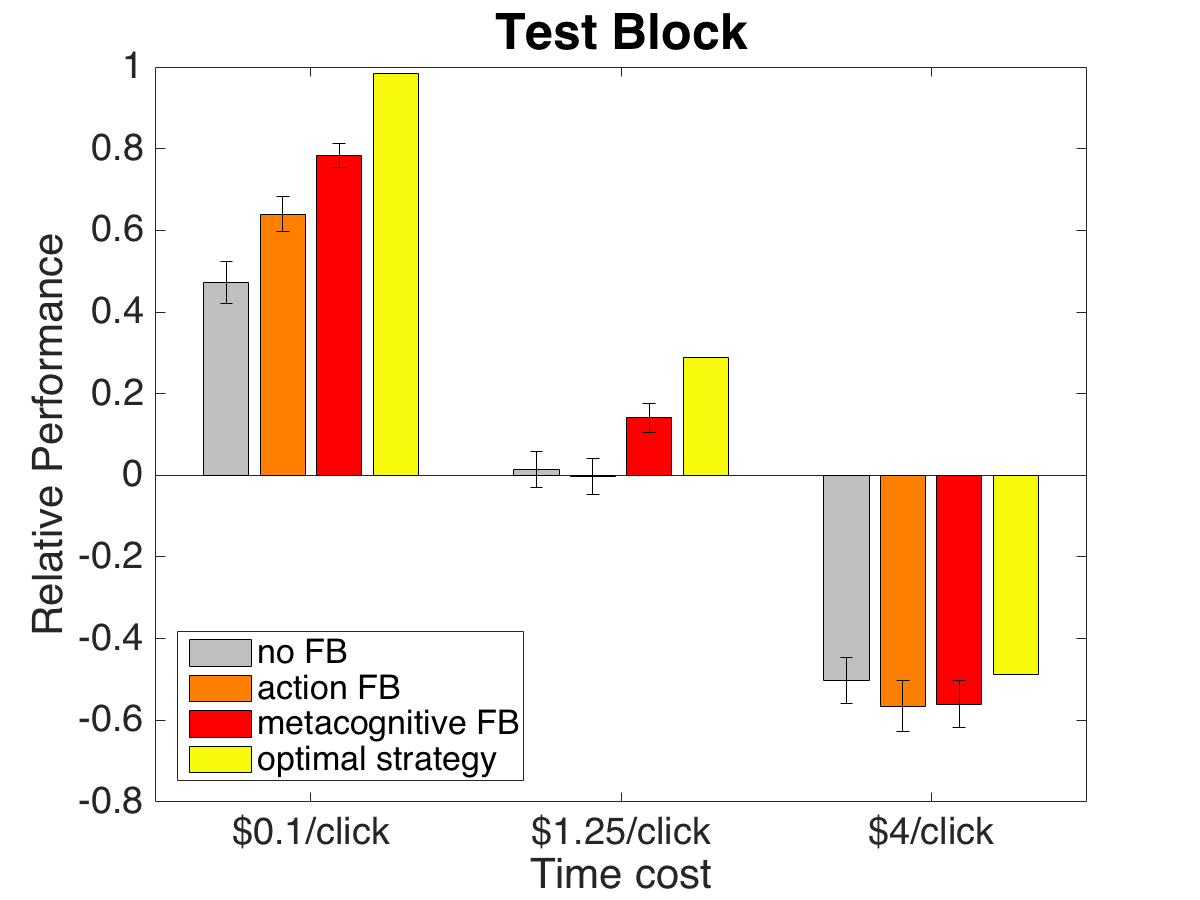 Test Block
1
0.8
0.6
0.4
0.2
0
-0.2
-0.4
-0.6
-0.8
Relative Performance
no FB
action FB
metacognitive FB
optimal strategy
$0.1/click
$1.25/click
$4/click
Time cost